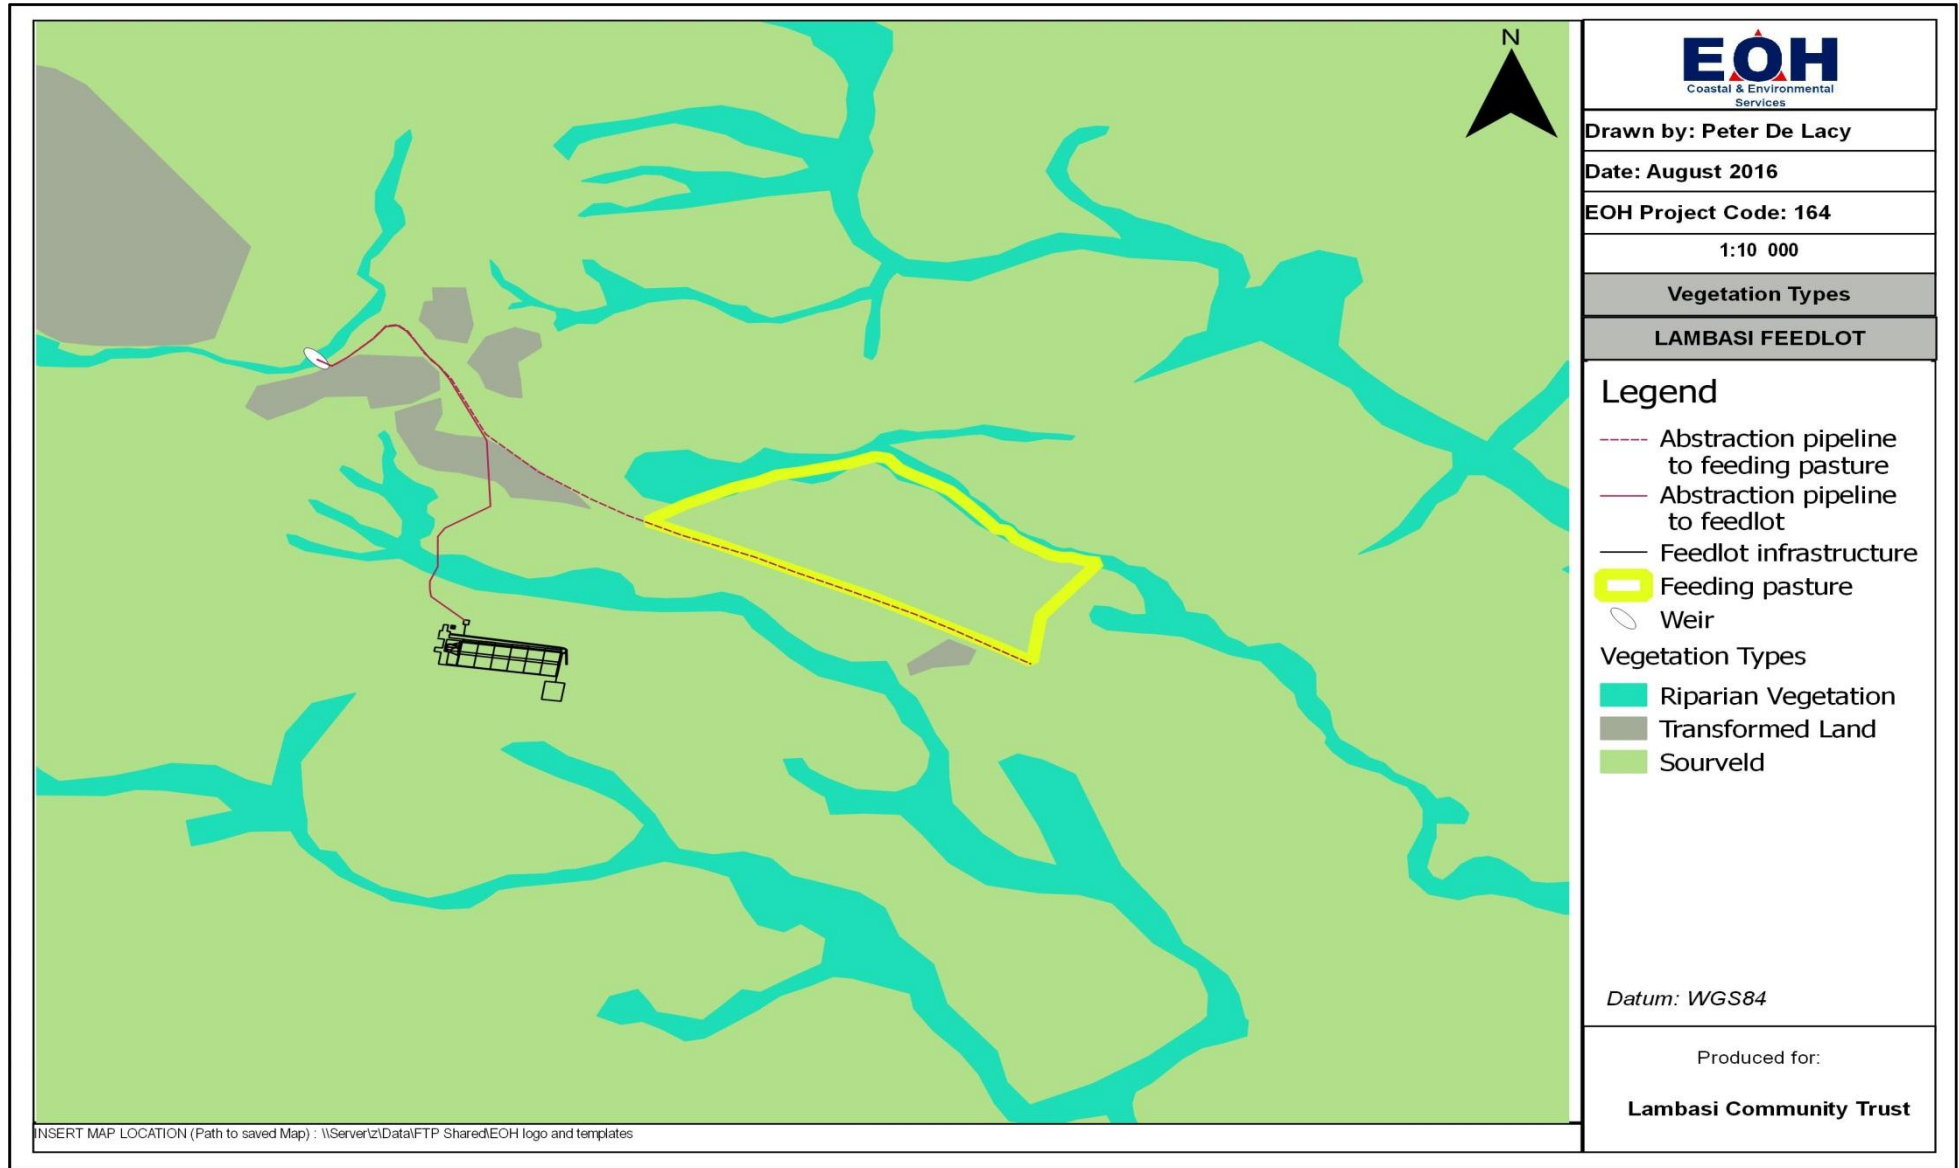 N
EOH
Coastal & Environmental
Services
Drawn by: Peter De Lacy
Date: August 2016
EOH Project Code: 164
1:10 000
Vegetation Types
LAMBASI FEEDLOT
Legend
Abstraction pipeline
to feeding pasture
Abstraction pipeline
to feedlot
Feedlot infrastructure
Feeding pasture
Weir
Vegetation Types
Riparian Vegetation
Transformed Land
Sourveld
Datum: WGS84
Produced for:
Lambasi Community Trust
INSERT MAP LOCATION (Path to saved Map) : \\Server\z\Data\FTP Shared\EOH logo and templates